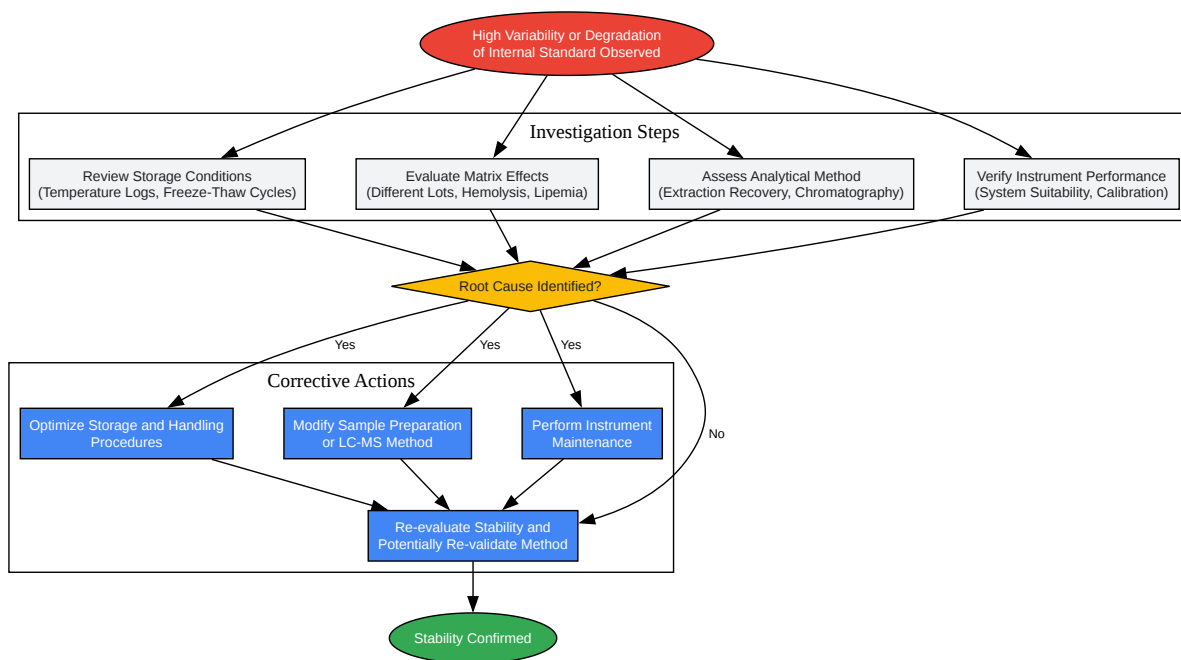 High Variability or Degradation
of Internal Standard Observed
Investigation Steps
Review Storage Conditions
(Temperature Logs, Freeze-Thaw Cycles)
Evaluate Matrix Effects
(Different Lots, Hemolysis, Lipemia)
Assess Analytical Method
(Extraction Recovery, Chromatography)
Verify Instrument Performance
(System Suitability, Calibration)
Root Cause Identified?
Yes
Yes
Yes
No
Corrective Actions
Optimize Storage and Handling
Procedures
Modify Sample Preparation
or LC-MS Method
Perform Instrument
Maintenance
Re-evaluate Stability and
Potentially Re-validate Method
Stability Confirmed